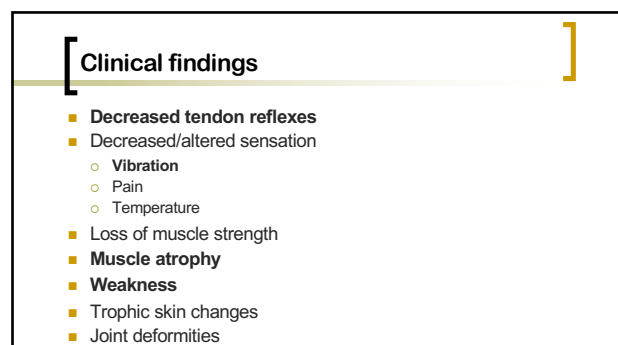 Clinical findings
Decreased tendon reflexes
Decreased/altered sensation
Vibration
Pain
Temperature
Loss of muscle strength
Muscle atrophy
Weakness
Trophic skin changes
Joint deformities